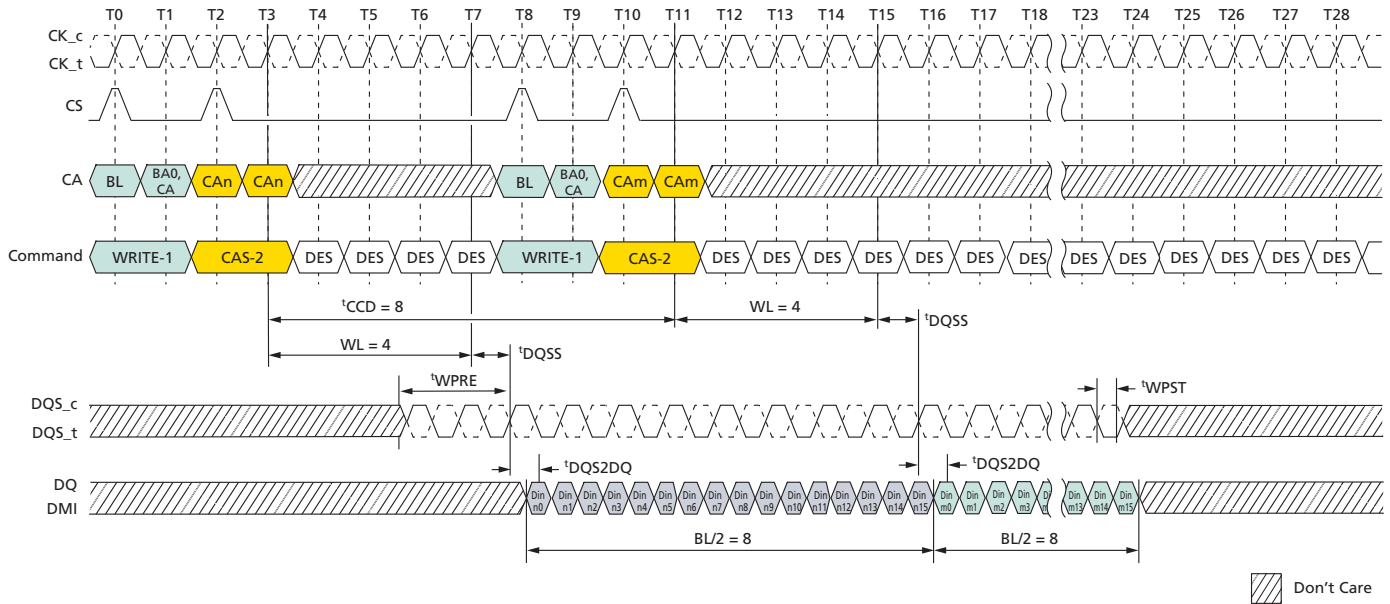 T0 T1 T2 T3 T4 T5 T6 T7 T8 T9 T10 T11 T12 T13 T14 T15 T16 T17 T18 T23 T24 T25 T26 T27 T28
CK_c
CK_t
CS
CA BL BA0, CA CAn CAn BL BA0, CA CAm CAm
Command WRITE-1 CAS-2 DES DES DES DES WRITE-1 CAS-2 DES DES DES DES DES DES DES DES DES DES DES DES DES
tCCD = 8 WL = 4 tDQSS
WL = 4 tDQSS
tWPRE tWPST
DQS_c
DQS_t
tDQS2DQ tDQS2DQ
DQ
DMI
Din n0 Din n1 Din n2 Din n3 Din n4 Din n5 Din n6 Din n7 Din n8 Din n9 Din n10 Din n11 Din n12 Din n13 Din n14 Din n15 Din m0 Din m1 Din m2 Din m3 Din m13 Din m14 Din m15
BL/2 = 8 BL/2 = 8
Don't Care